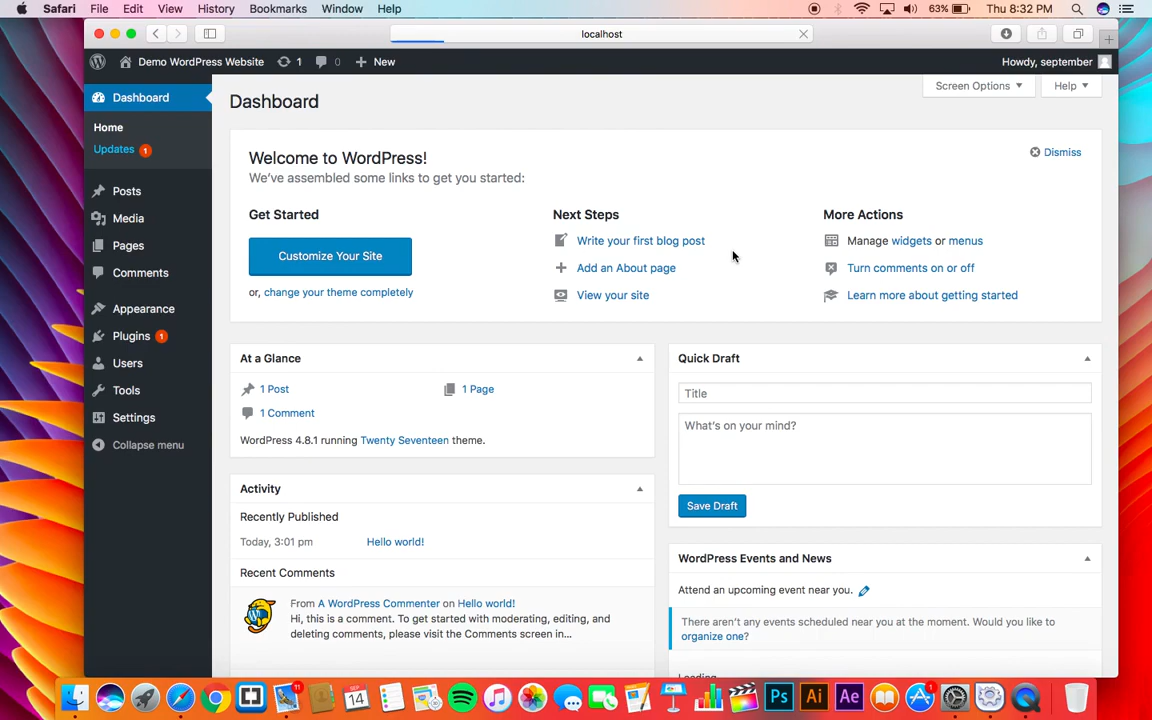 Safari File Edit View History Bookmarks Window Help 63% Thu 8:32 PM
localhost
Demo WordPress Website 1 0 New Howdy, september
Dashboard
Home
Updates 1
Posts
Media
Pages
Comments
Appearance
Plugins 1
Users
Tools
Settings
Collapse menu
Screen Options Help
Dashboard
Welcome to WordPress!
We've assembled some links to get you started:
Dismiss
Get Started
Customize Your Site
or, change your theme completely
Next Steps
Write your first blog post
Add an About page
View your site
More Actions
Manage widgets or menus
Turn comments on or off
Learn more about getting started
At a Glance
1 Post 1 Page
1 Comment
WordPress 4.8.1 running Twenty Seventeen theme.
Activity
Recently Published
Today, 3:01 pm Hello world!
Recent Comments
From A WordPress Commenter on Hello world!
Hi, this is a comment. To get started with moderating, editing, and
deleting comments, please visit the Comments screen in...
Quick Draft
Title
What's on your mind?
Save Draft
WordPress Events and News
Attend an upcoming event near you.
There aren't any events scheduled near you at the moment. Would you like to
organize one?
Loading
11 SEP 14 Ps Ai Ae 1